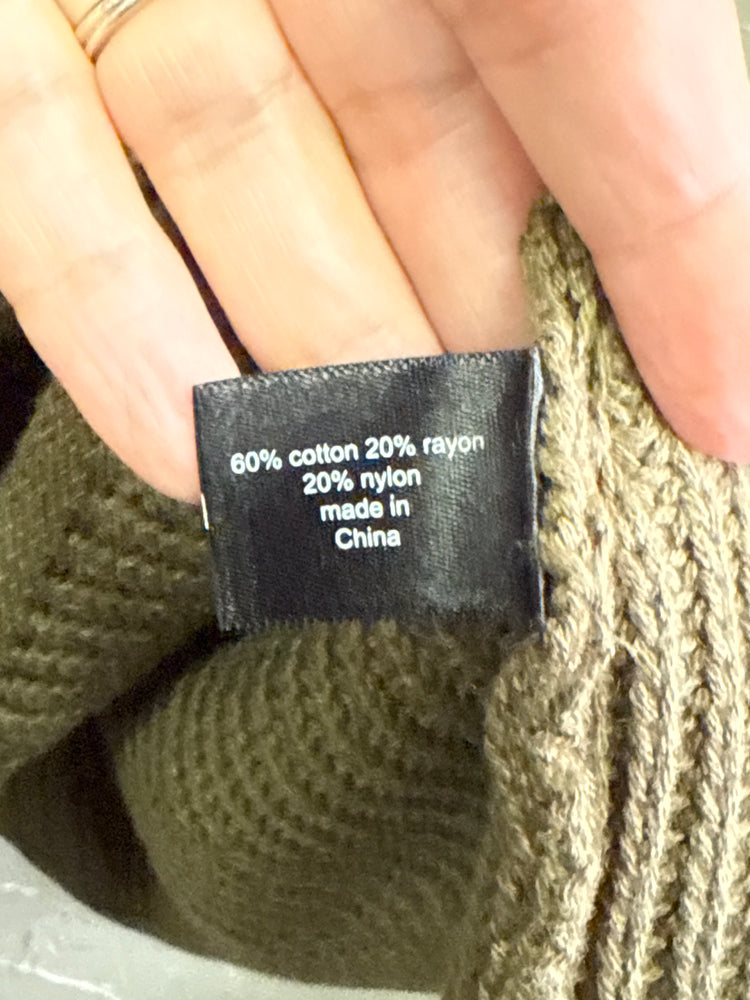 60% cotton 20% rayon
20% nylon
made in
China